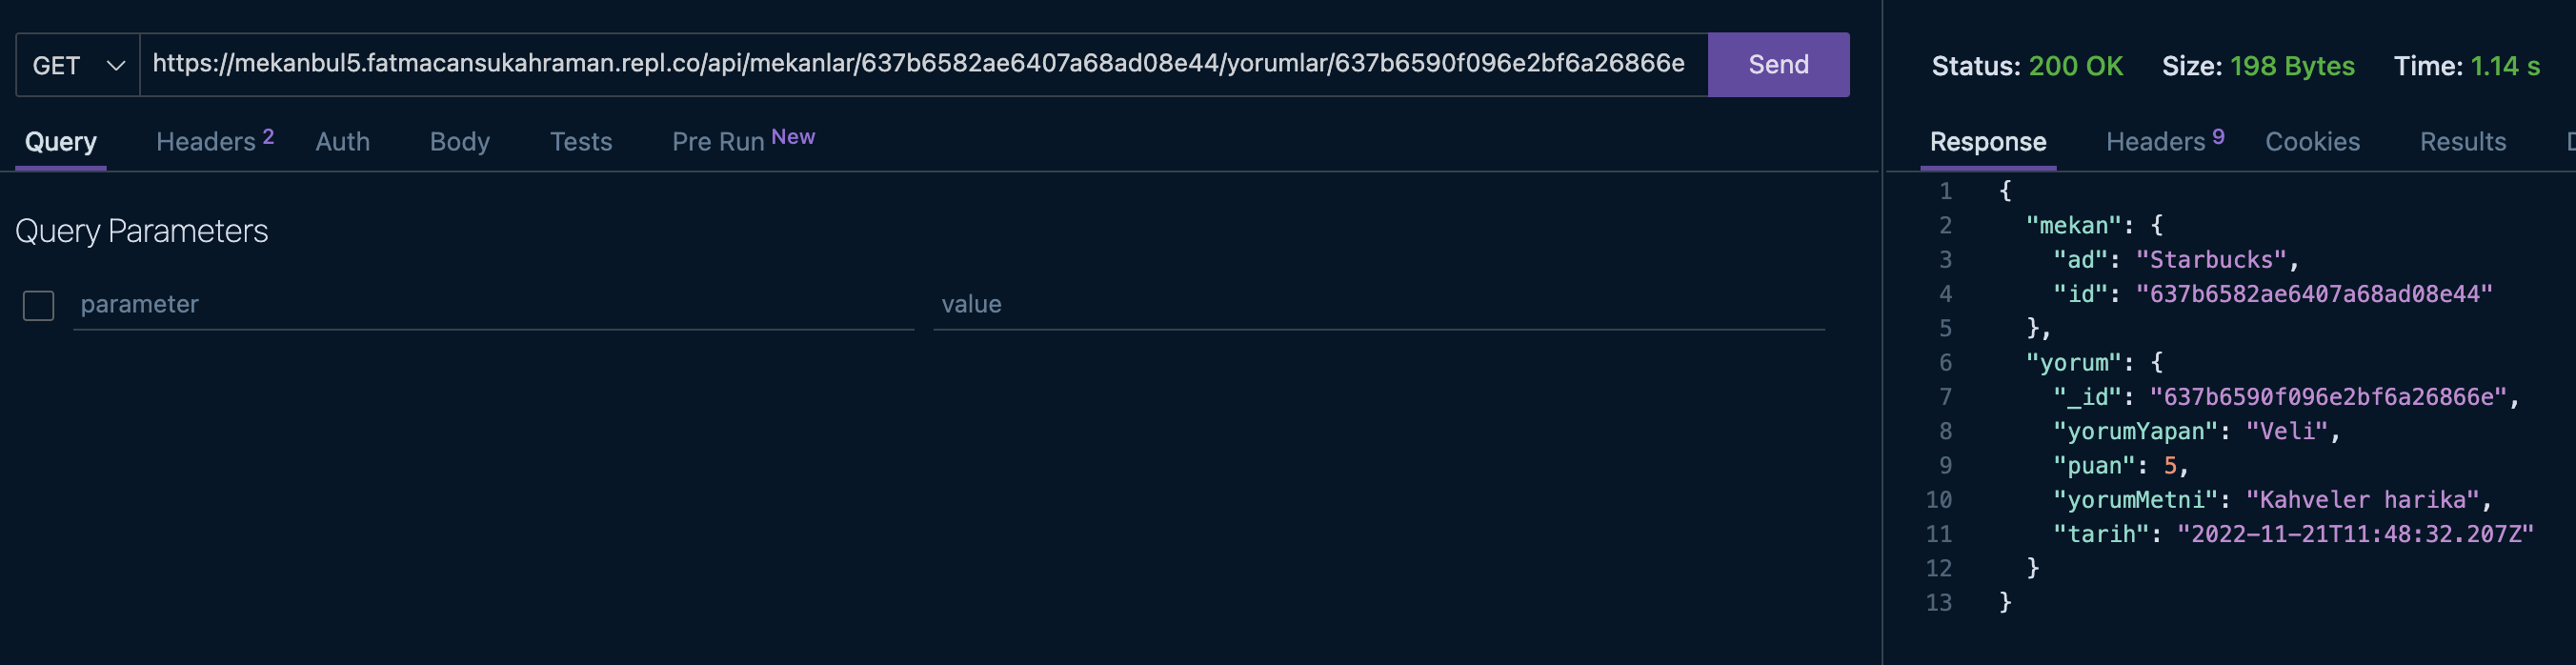 GET https://mekanbul5.fatmacansukahraman.repl.co/api/mekanlar/637b6582ae6407a68ad08e44/yorumlar/637b6590f096e2bf6a26866e Send
Query Headers 2 Auth Body Tests Pre Run New
Query Parameters
parameter value
Status: 200 OK Size: 198 Bytes Time: 1.14 s
Response Headers 9 Cookies Results
1 {
2 "mekan": {
3 "ad": "Starbucks",
4 "id": "637b6582ae6407a68ad08e44"
5 },
6 "yorum": {
7 "_id": "637b6590f096e2bf6a26866e",
8 "yorumYapan": "Veli",
9 "puan": 5,
10 "yorumMetni": "Kahveler harika",
11 "tarih": "2022-11-21T11:48:32.207Z"
12 }
13 }